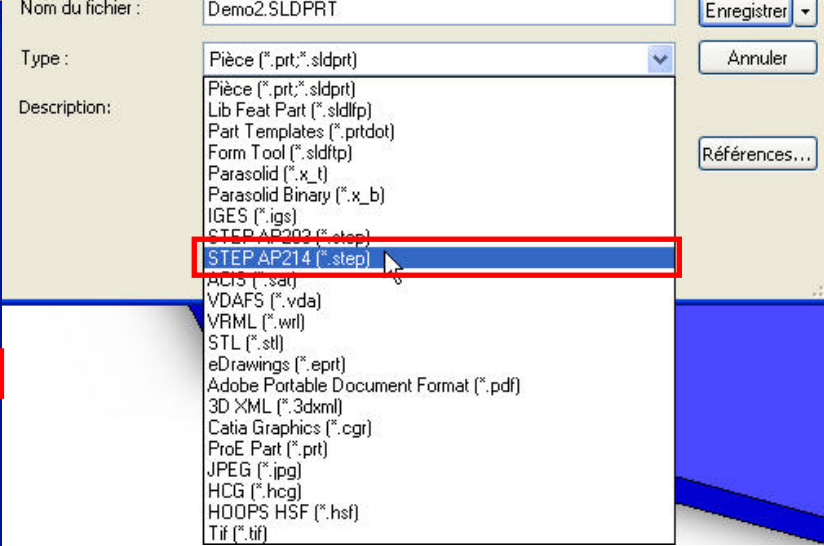 Nom du fichier :
Demo2.SLDPRT
Enregistrer
Type :
Pièce (*.prt;*.sldprt)
Annuler
Description:
Références...
Pièce (*.prt;*.sldprt)
Lib Feat Part (*.sldlfp)
Part Templates (*.prtdot)
Form Tool (*.sldftp)
Parasolid (*.x_t)
Parasolid Binary (*.x_b)
IGES (*.igs)
STEP AP203 (*.step)
STEP AP214 (*.step)
ACIS (*.sat)
VDAFS (*.vda)
VRML (*.wrl)
STL (*.stl)
eDrawings (*.eprt)
Adobe Portable Document Format (*.pdf)
3D XML (*.3dxml)
Catia Graphics (*.cgr)
ProE Part (*.prt)
JPEG (*.jpg)
HCG (*.hcg)
HOOPS HSF (*.hsf)
Tif (*.tif)